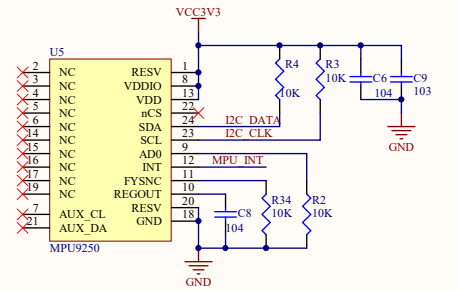 VCC3V3
U5
2 NC RESV 1
3 NC VDDIO 8
4 NC VDD 13
5 NC nCS 22
6 NC SDA 24 I2C_DATA
14 NC SCL 23 I2C_CLK
15 NC AD0 9
16 NC INT 12 MPU_INT
17 NC FYSNC 11
19 NC REGOUT 10
RESV 20
7 AUX_CL GND 18
21 AUX_DA
MPU9250
R4
10K
R3
10K
C6
104
C9
103
GND
C8
104
R34
10K
R2
10K
GND